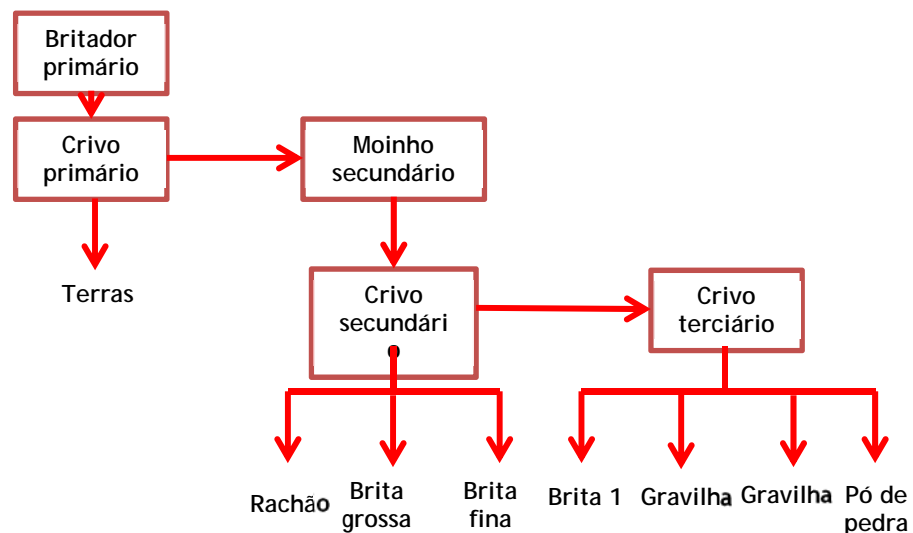 Britador
primário
Crivo
primário
Moinho
secundário
Terras
Crivo
secundári
o
Crivo
terciário
Rachão
Brita
grossa
Brita
fina
Brita 1
Gravilha
Gravilha
Pó de
pedra